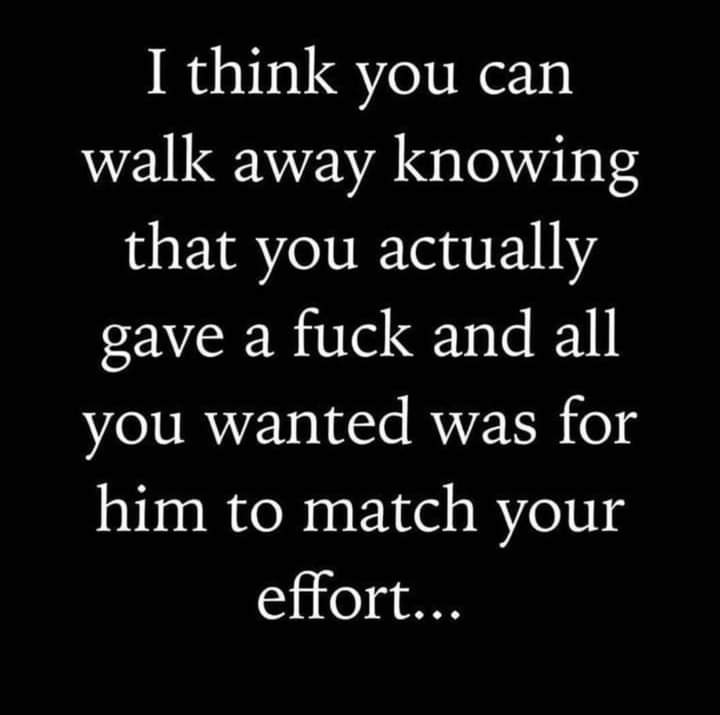 I think you can
walk away knowing
that you actually
gave a fuck and all
you wanted was for
him to match your
effort...